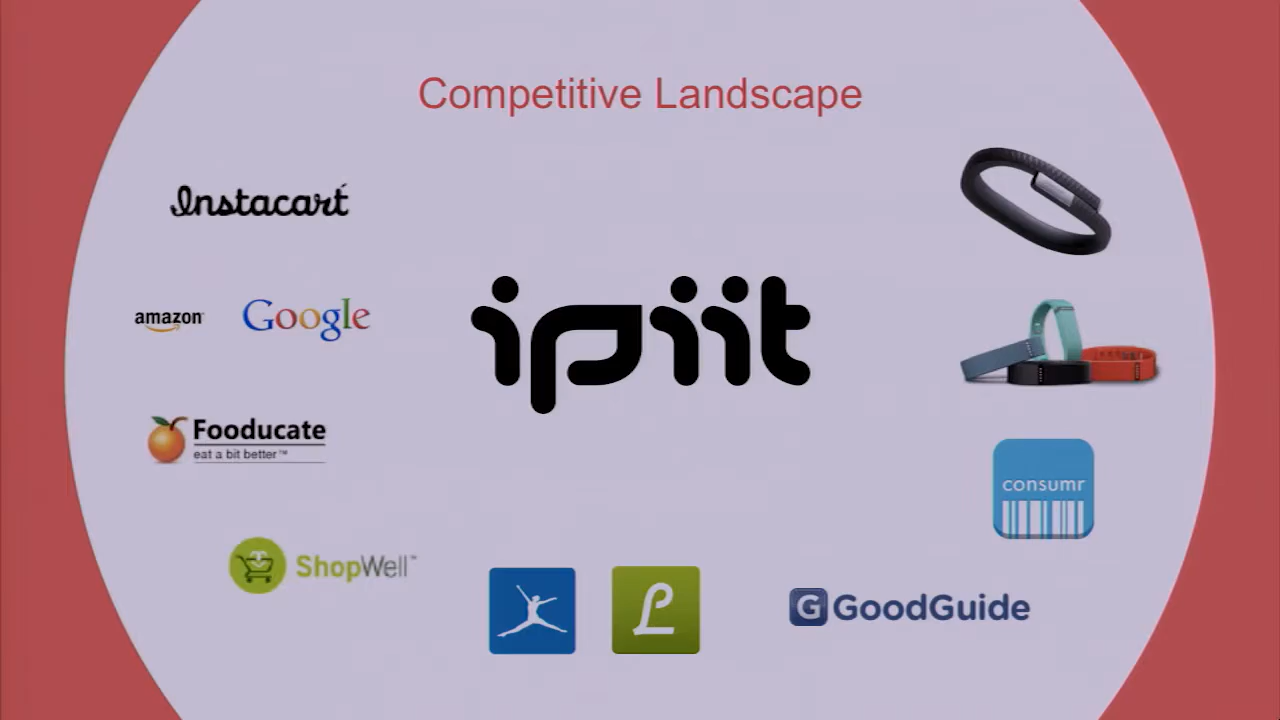 Competitive Landscape
Instacart
amazon
Google
ipiit
Fooducate
eat a bit better™
consumr
ShopWell™
L
G GoodGuide